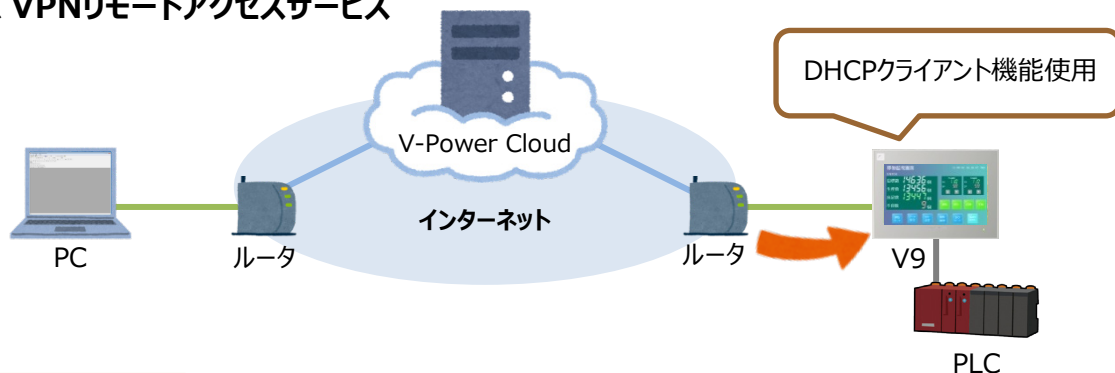 VPNリモートアクセスサービス
DHCPクライアント機能使用
V-Power Cloud
インターネット
PC
ルータ
ルータ
V9
PLC